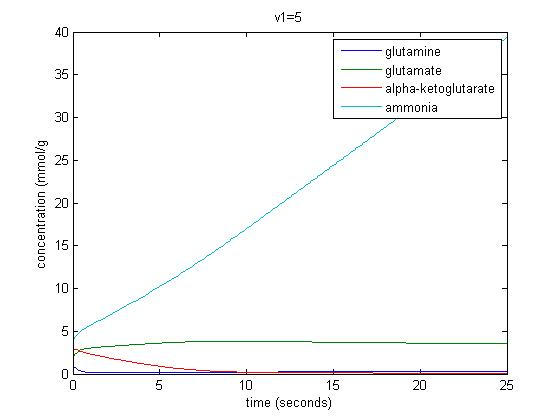 v1=5
40
35
30
25
20
15
10
5
0
concentration (mmol/g
glutamine
glutamate
alpha-ketoglutarate
ammonia
0 5 10 15 20 25
time (seconds)